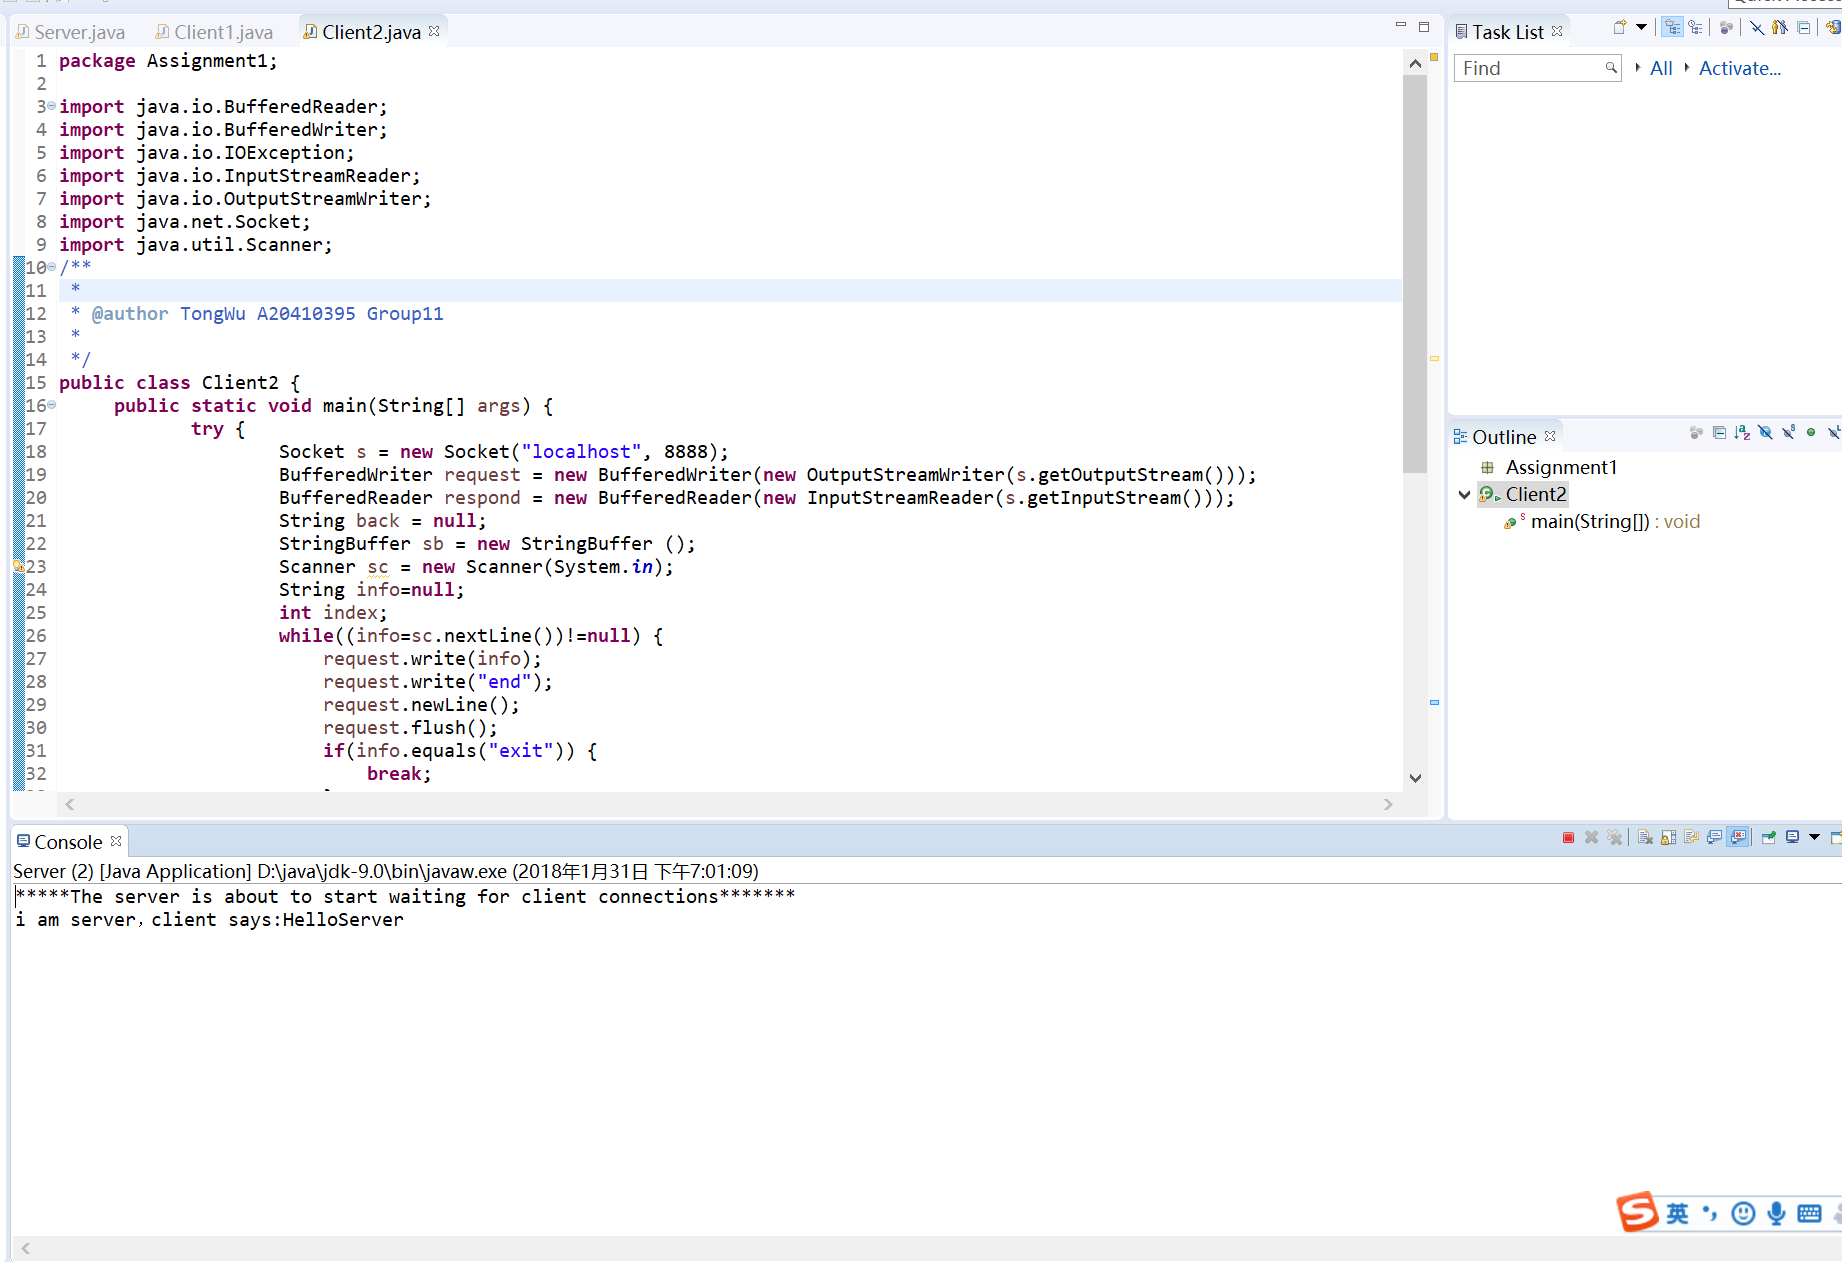 Server.java Client1.java Client2.java
1 package Assignment1;
2
3 import java.io.BufferedReader;
4 import java.io.BufferedWriter;
5 import java.io.IOException;
6 import java.io.InputStreamReader;
7 import java.io.OutputStreamWriter;
8 import java.net.Socket;
9 import java.util.Scanner;
10 /**
11 *
12 * @author TongWu A20410395 Group11
13 *
14 */
15 public class Client2 {
16 public static void main(String[] args) {
17 try {
18 Socket s = new Socket("localhost", 8888);
19 BufferedWriter request = new BufferedWriter(new OutputStreamWriter(s.getOutputStream()));
20 BufferedReader respond = new BufferedReader(new InputStreamReader(s.getInputStream()));
21 String back = null;
22 StringBuffer sb = new StringBuffer ();
23 Scanner sc = new Scanner(System.in);
24 String info=null;
25 int index;
26 while((info=sc.nextLine())!=null) {
27 request.write(info);
28 request.write("end");
29 request.newLine();
30 request.flush();
31 if(info.equals("exit")) {
32 break;
Task List
Find All Activate...
Outline
Assignment1
Client2
main(String[]) : void
Console
Server (2) [Java Application] D:\java\jdk-9.0\bin\javaw.exe (2018年1月31日 下午7:01:09)
*****The server is about to start waiting for client connections*******
i am server，client says:HelloServer
S 英